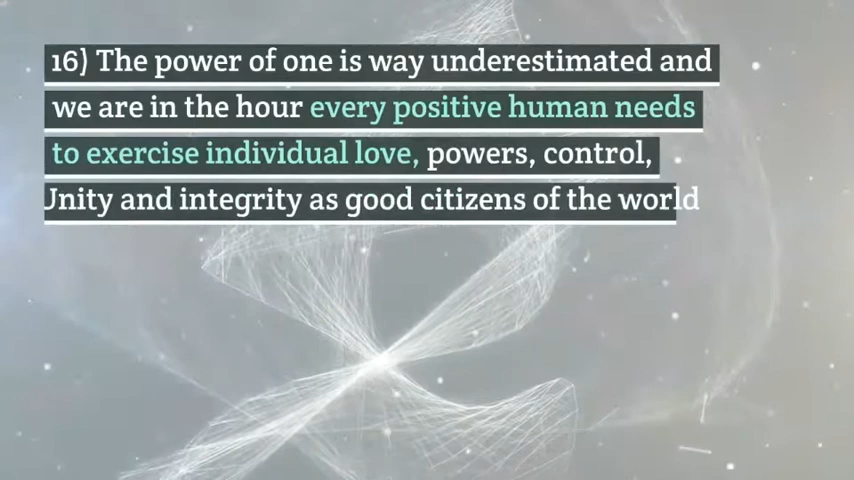 16) The power of one is way underestimated and
we are in the hour every positive human needs
to exercise individual love, powers, control,
Unity and integrity as good citizens of the world